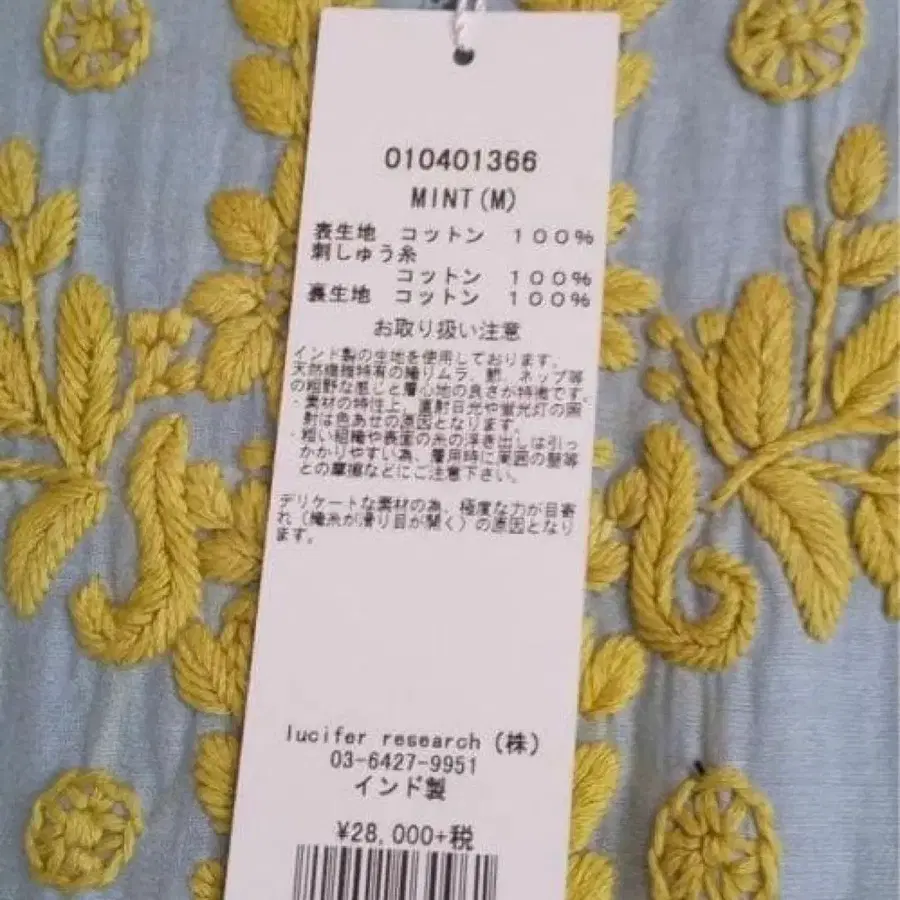 010401366
MINT(M)
表生地 コットン 100%
刺しゅう糸
コットン 100%
裏生地 コットン 100%
お取り扱い注意
インド製の生地を使用しております。
天然繊維特有の織りムラ、節、ネップ等
の粗野な感じと着心地の良さが特徴です。
・素材の特性上、直射日光や蛍光灯の照
射は色あせの原因となります。
・粗い組織や表面の糸の浮き出しは引っ
かかりやすい為、着用時に周囲の壁等
との摩擦などにご注意下さい。
デリケートな素材の為、極度な力が目寄
れ(織糸が滑り目が開く)の原因となり
ます。
lucifer research (株)
03-6427-9951
インド製
¥28,000+税